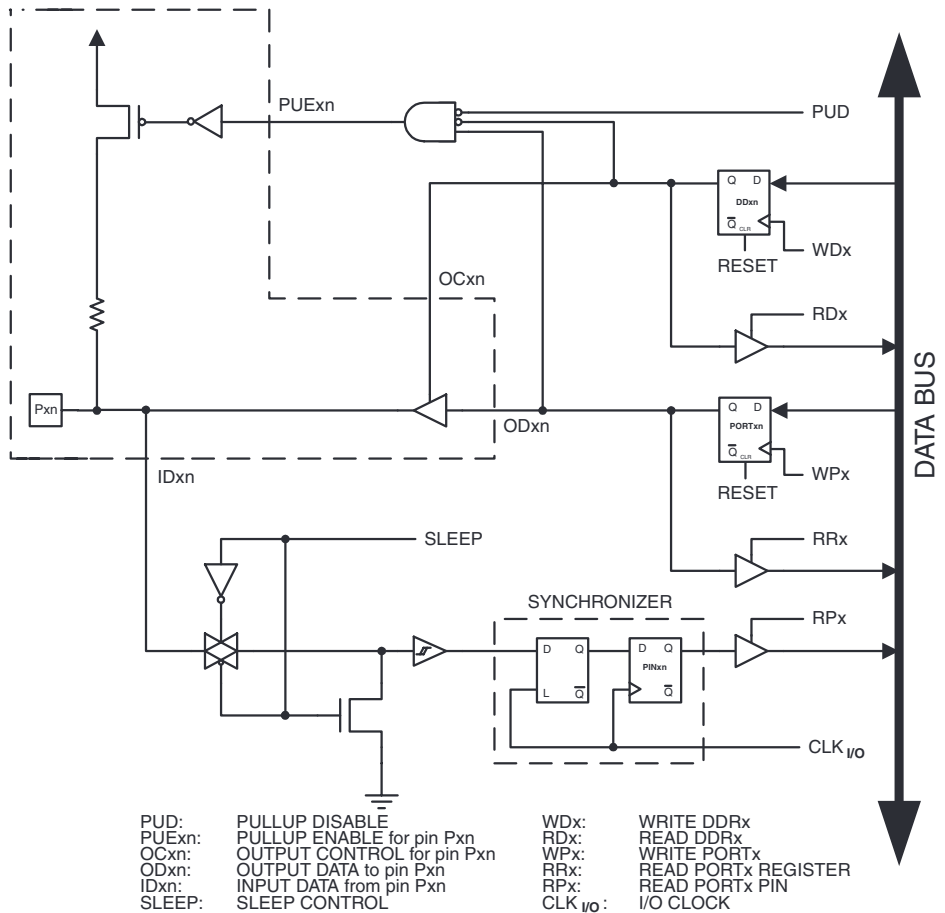 PUExn
PUD
Q D
DDxn
Q CLR
WDx
RESET
OCxn
RDx
Pxn
Q D
PORTxn
ODxn
Q CLR
WPx
IDxn
RESET
DATA BUS
SLEEP
RRx
SYNCHRONIZER
RPx
D Q
D Q
PINxn
L Q
Q
CLK I/O
PUD: PULLUP DISABLE
PUExn: PULLUP ENABLE for pin Pxn
OCxn: OUTPUT CONTROL for pin Pxn
ODxn: OUTPUT DATA to pin Pxn
IDxn: INPUT DATA from pin Pxn
SLEEP: SLEEP CONTROL
WDx: WRITE DDRx
RDx: READ DDRx
WPx: WRITE PORTx
RRx: READ PORTx REGISTER
RPx: READ PORTx PIN
CLK I/O: I/O CLOCK